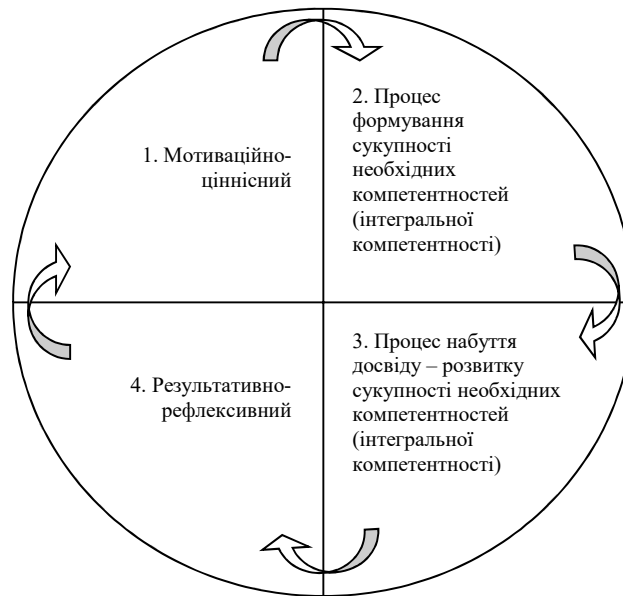 1. Мотиваційно-
ціннісний
2. Процес
формування
сукупності
необхідних
компетентностей
(інтегральної
компетентності)
3. Процес набуття
досвіду – розвитку
сукупності необхідних
компетентностей
(інтегральної
компетентності)
4. Результативно-
рефлексивний